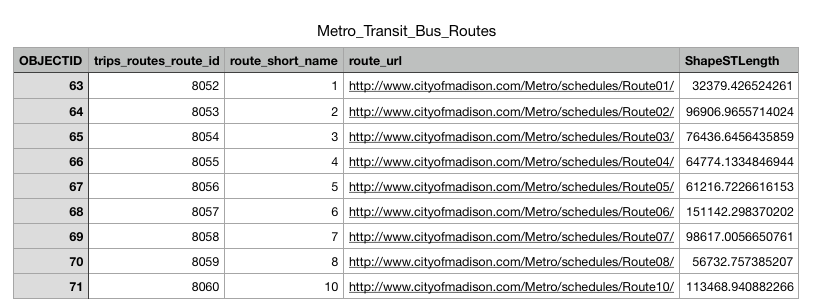 Metro_Transit_Bus_Routes
OBJECTID trips_routes_route_id route_short_name route_url ShapeSTLength
63 8052 1 http://www.cityofmadison.com/Metro/schedules/Route01/ 32379.426524261
64 8053 2 http://www.cityofmadison.com/Metro/schedules/Route02/ 96906.9655714024
65 8054 3 http://www.cityofmadison.com/Metro/schedules/Route03/ 76436.6456435859
66 8055 4 http://www.cityofmadison.com/Metro/schedules/Route04/ 64774.1334846944
67 8056 5 http://www.cityofmadison.com/Metro/schedules/Route05/ 61216.7226616153
68 8057 6 http://www.cityofmadison.com/Metro/schedules/Route06/ 151142.298370202
69 8058 7 http://www.cityofmadison.com/Metro/schedules/Route07/ 98617.0056650761
70 8059 8 http://www.cityofmadison.com/Metro/schedules/Route08/ 56732.757385207
71 8060 10 http://www.cityofmadison.com/Metro/schedules/Route10/ 113468.940882266